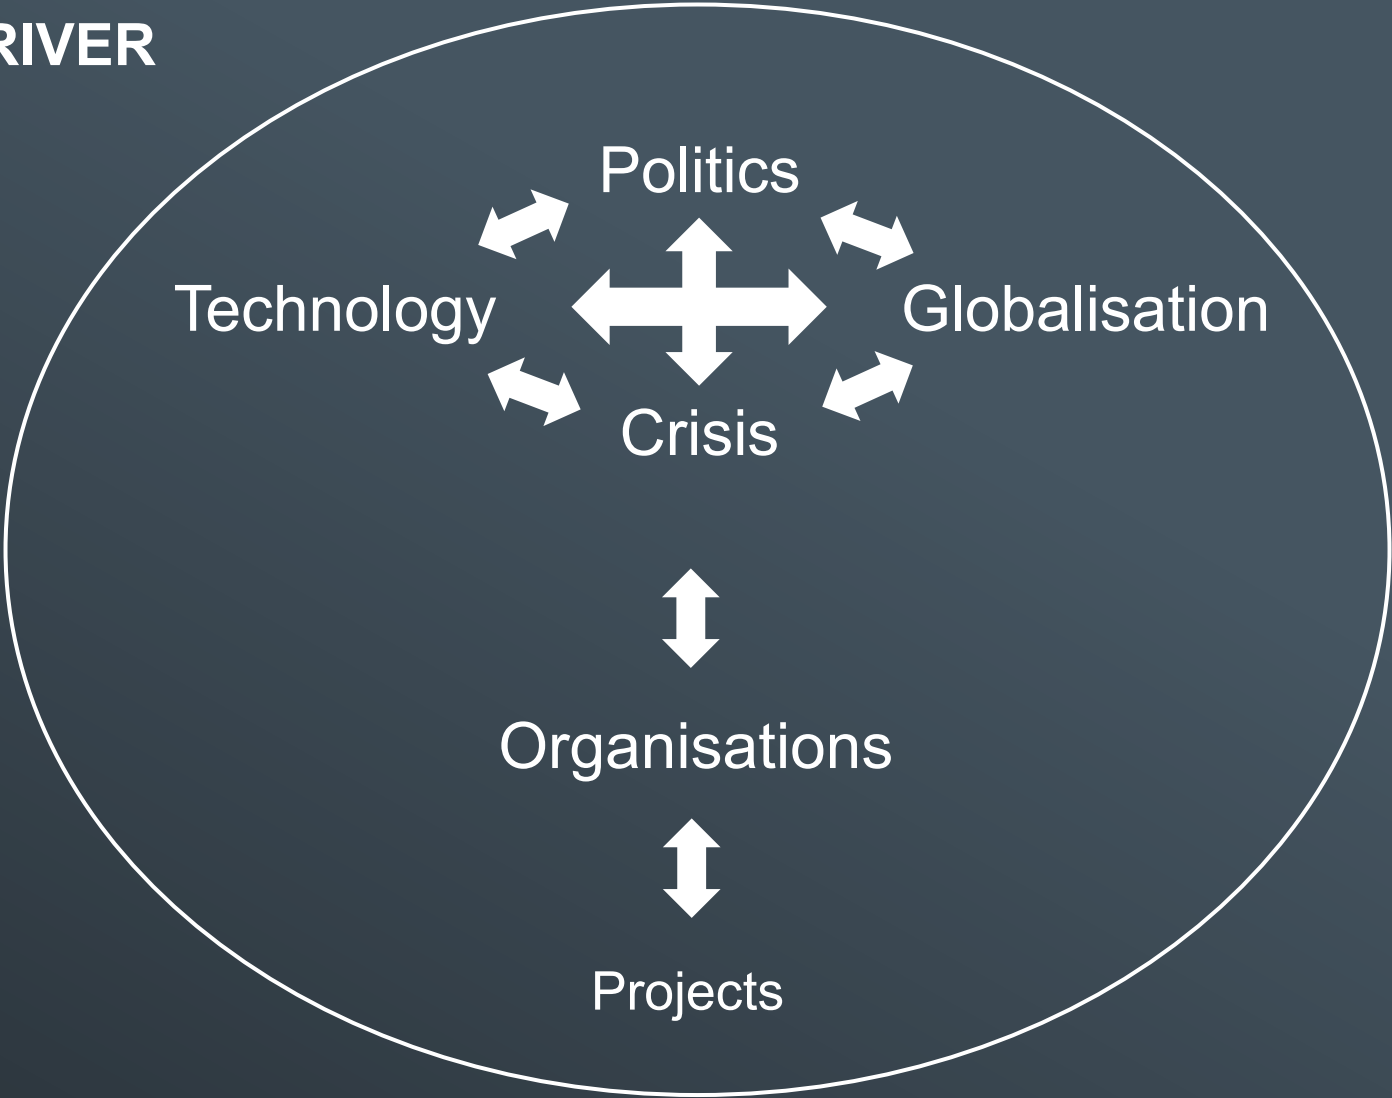 RIVER
Politics
Technology Globalisation
Crisis
Organisations
Projects